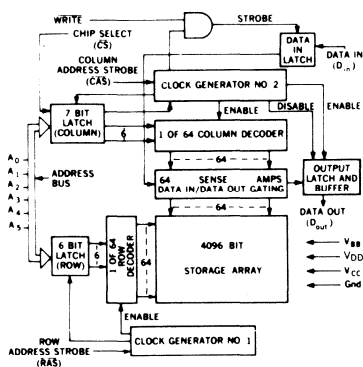 WRITE
STROBE
CHIP SELECT
(CS)
DATA
IN
LATCH
COLUMN
ADDRESS STROBE
(CAS)
DATA IN
(Din)
CLOCK GENERATOR NO 2
7 BIT
LATCH
(COLUMN)
ENABLE
DISABLE
ENABLE
6
1 OF 64 COLUMN DECODER
64
A0
A1
A2
A3
A4
A5
ADDRESS
BUS
64 SENSE AMPS
DATA IN/DATA OUT GATING
OUTPUT
LATCH AND
BUFFER
64
DATA OUT
(Dout)
6 BIT
LATCH
(ROW)
6
1 OF 64
ROW
DECODER
64
4096 BIT
STORAGE ARRAY
VBB
VDD
VCC
Gnd
ENABLE
ROW
ADDRESS STROBE
(RAS)
CLOCK GENERATOR NO 1